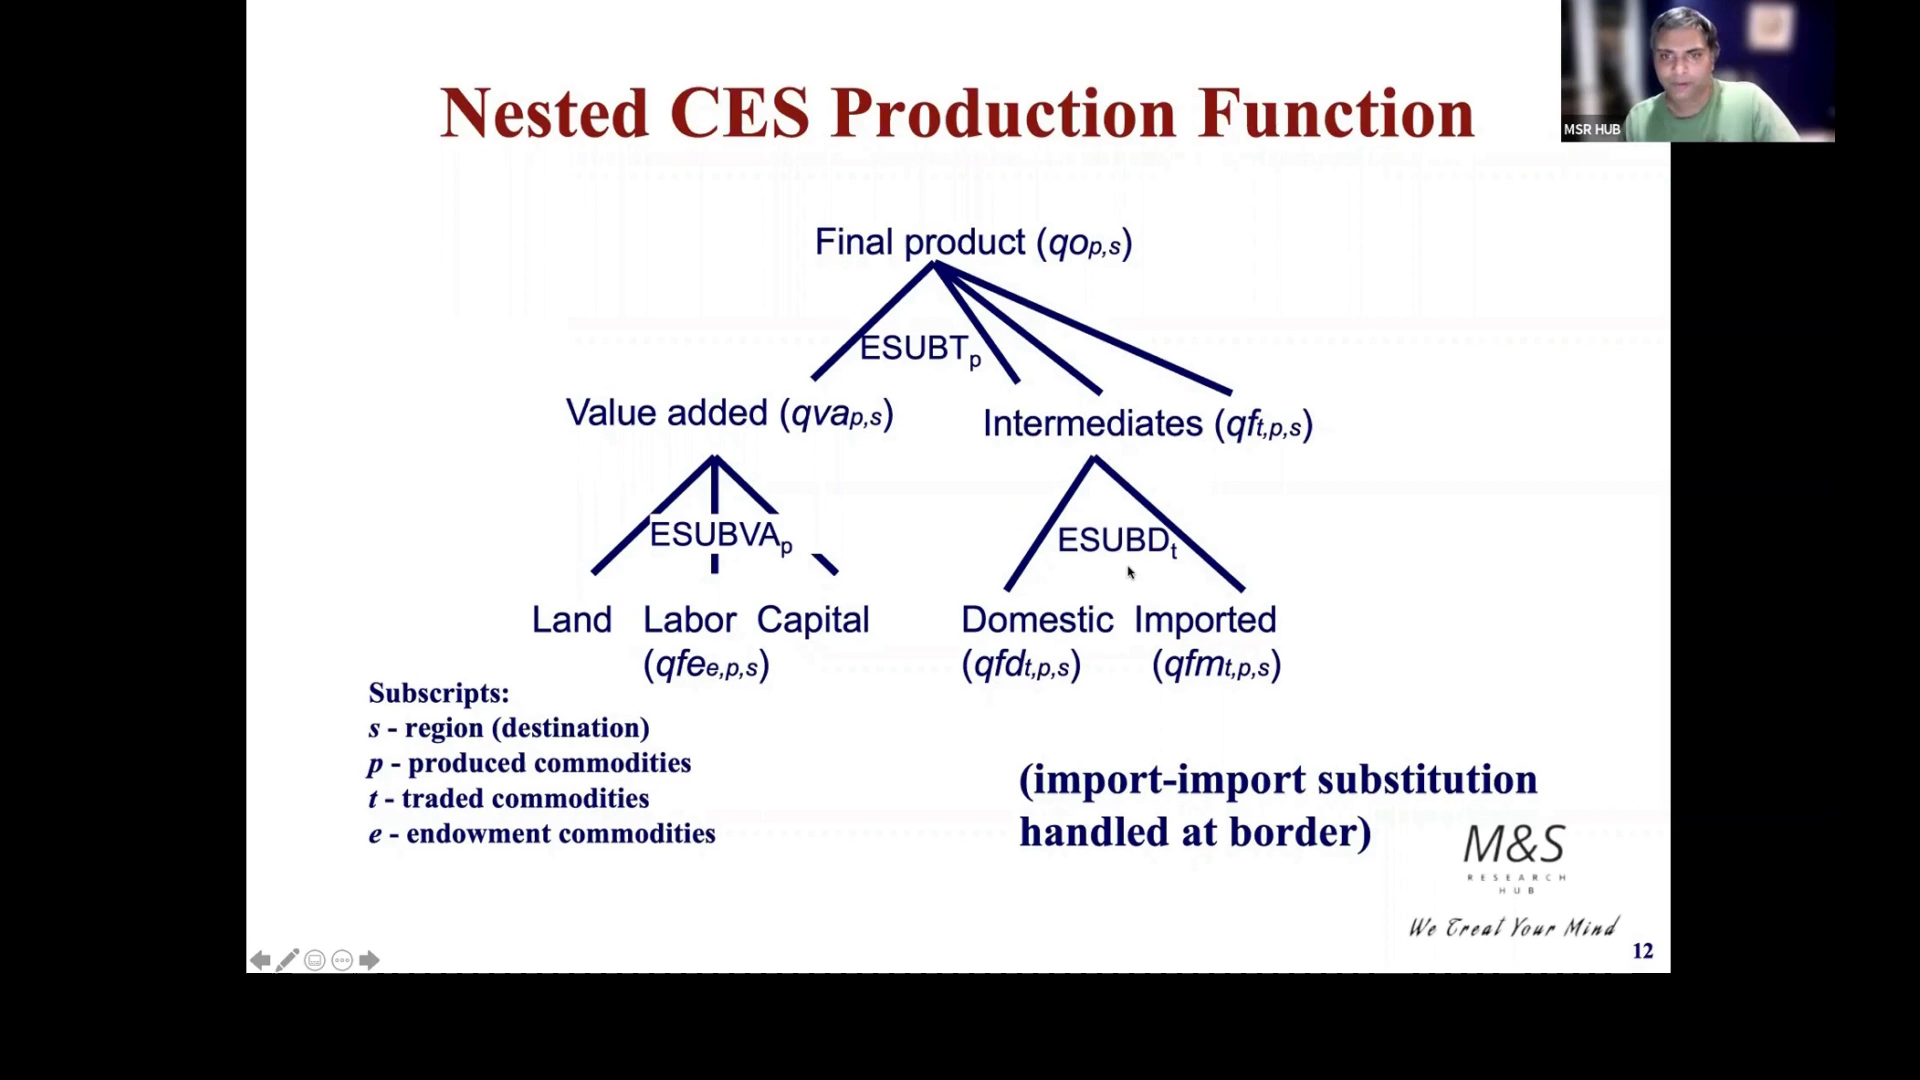 Nested CES Production Function
MSR HUB
Final product (qop,s)
ESUBTp
Value added (qvap,s)
Intermediates (qft,p,s)
ESUBVAp
ESUBDt
Land Labor Capital
Domestic Imported
(qfee,p,s)
(qfdt,p,s) (qfmt,p,s)
Subscripts:
s - region (destination)
p - produced commodities
t - traded commodities
e - endowment commodities
(import-import substitution
handled at border)
M&S
RESEARCH
HUB
We Treat Your Mind
12